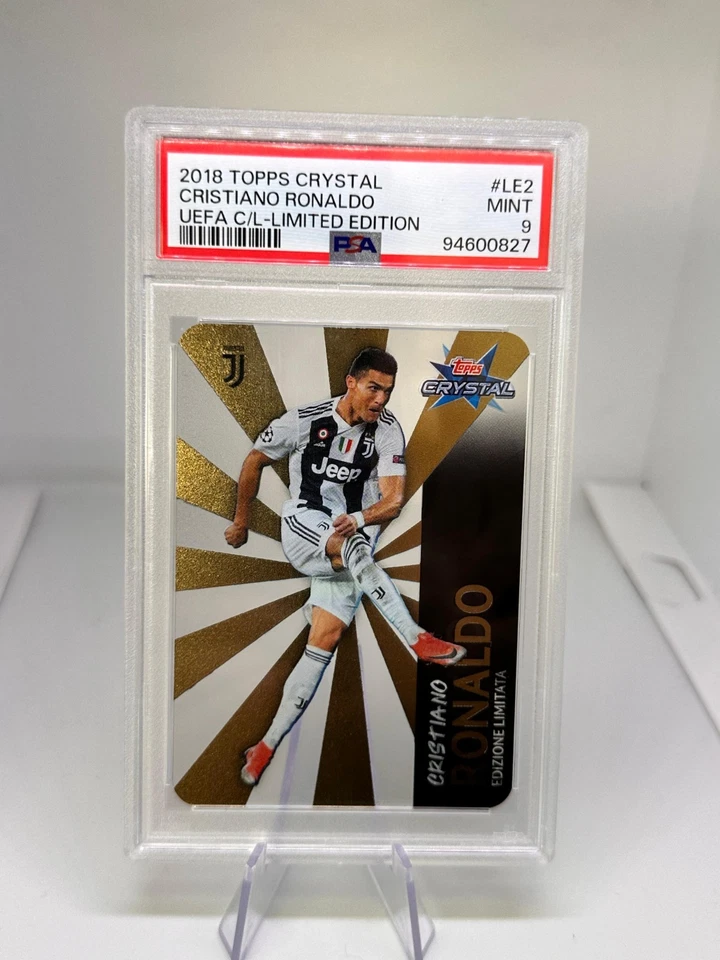 2018 TOPPS CRYSTAL #LE2
CRISTIANO RONALDO MINT
UEFA C/L-LIMITED EDITION 9
PSA 94600827
topps
CRYSTAL
Jeep
CRISTIANO
RONALDO
EDIZIONE LIMITATA